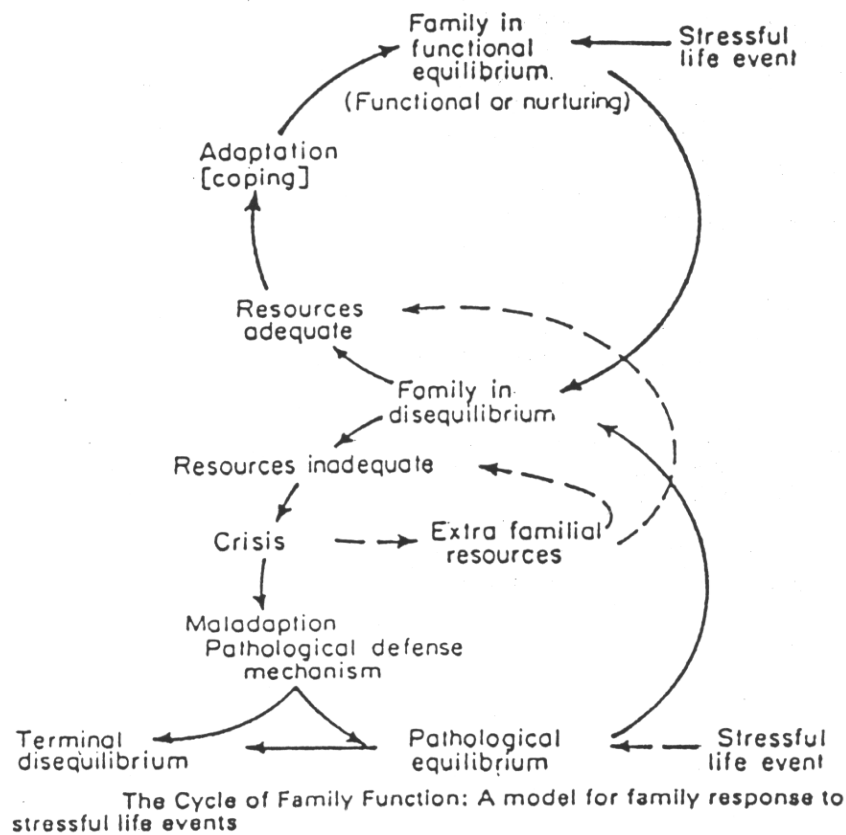 Family in
functional
equilibrium.
(Functional or nurturing)
Stressful
life event
Adaptation
[coping]
Resources
adequate
Family in
disequilibrium
Resources inadequate
Crisis
Extra familial
resources
Maladaption
Pathological defense
mechanism
Terminal
disequilibrium
Pathological
equilibrium
Stressful
life event
The Cycle of Family Function: A model for family response to
stressful life events